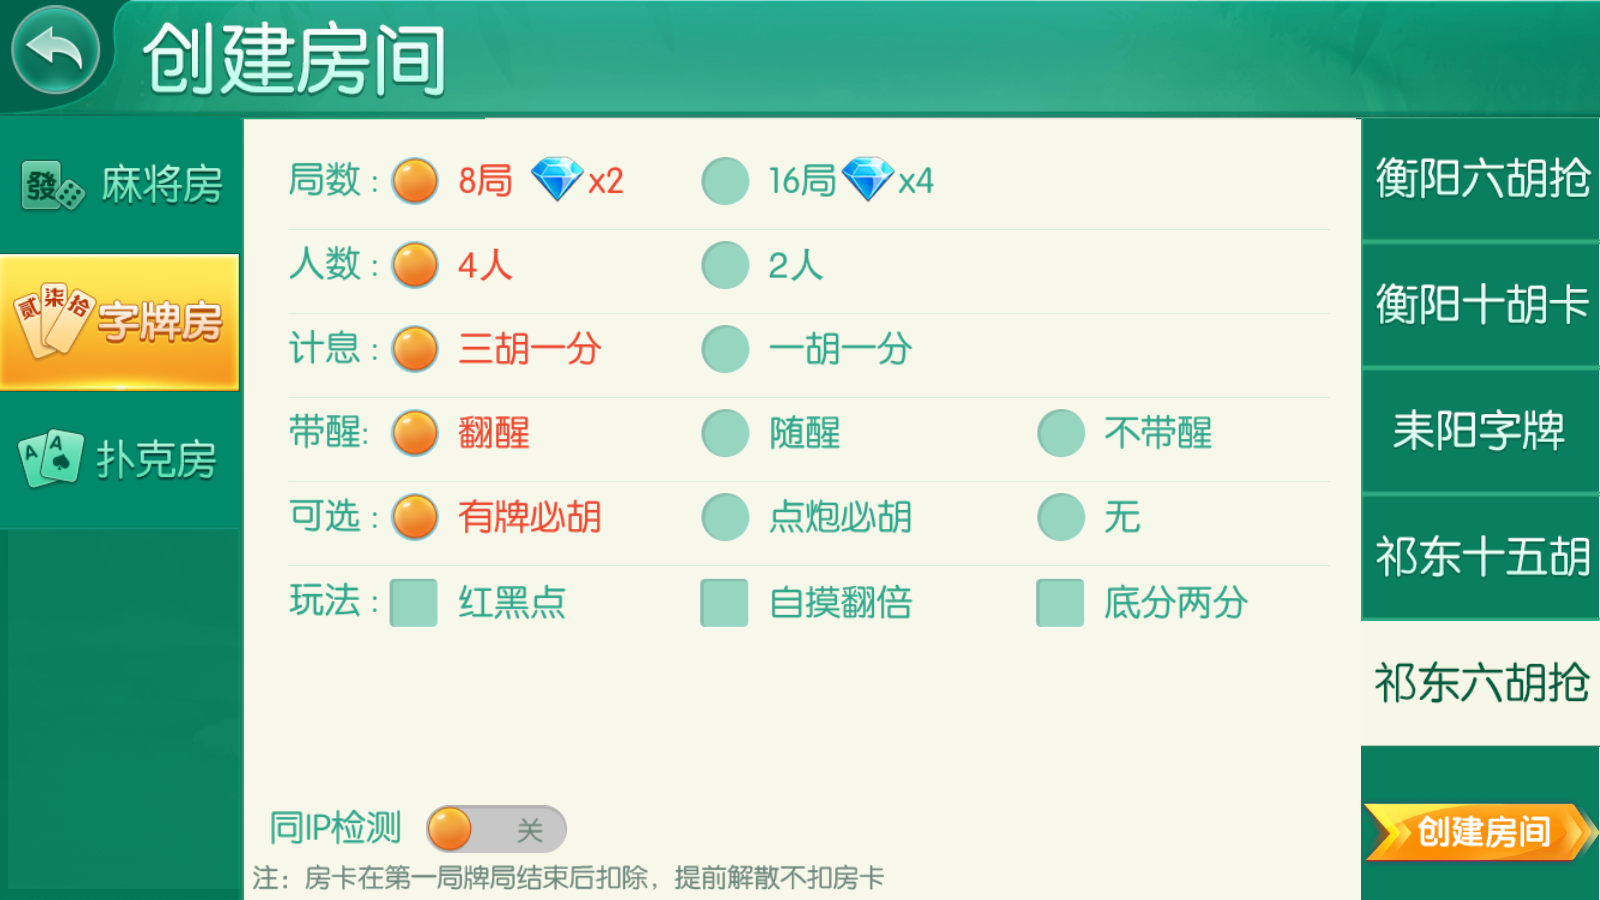 创建房间
發 麻将房
贰 柒 拾 字牌房
A A 扑克房
局数 : 8局 x2 16局 x4
人数 : 4人 2人
计息 : 三胡一分 一胡一分
带醒: 翻醒 随醒 不带醒
可选 : 有牌必胡 点炮必胡 无
玩法 : 红黑点 自摸翻倍 底分两分
同IP检测 关
注：房卡在第一局牌局结束后扣除，提前解散不扣房卡
衡阳六胡抢
衡阳十胡卡
耒阳字牌
祁东十五胡
祁东六胡抢
创建房间